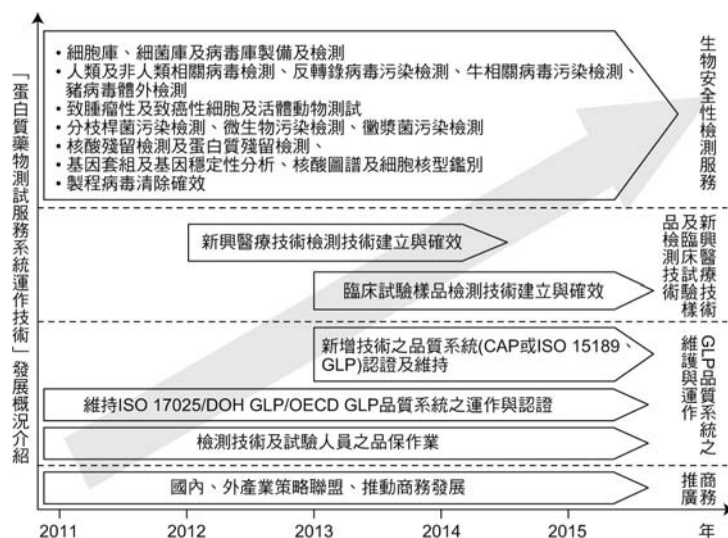 「蛋白質藥物測試服務系統運作技術」發展概況介紹
• 細胞庫、細菌庫及病毒庫製備及檢測
• 人類及非人類相關病毒檢測、反轉錄病毒污染檢測、牛相關病毒污染檢測、
豬病毒體外檢測
• 致腫瘤性及致癌性細胞及活體動物測試
• 分枝桿菌污染檢測、微生物污染檢測、黴漿菌污染檢測
• 核酸殘留檢測及蛋白質殘留檢測、
• 基因套組及基因穩定性分析、核酸圖譜及細胞核型鑑別
• 製程病毒清除確效
生物安全性檢測服務
新興醫療技術檢測技術建立與確效
臨床試驗樣品檢測技術建立與確效
新興醫療技術
及臨床試驗樣
品檢測技術
新增技術之品質系統(CAP或ISO 15189、
GLP)認證及維持
維持ISO 17025/DOH GLP/OECD GLP品質系統之運作與認證
檢測技術及試驗人員之品保作業
GLP品質系統之
維護與運作
國內、外產業策略聯盟、推動商務發展
商務
推廣
2011 2012 2013 2014 2015 年